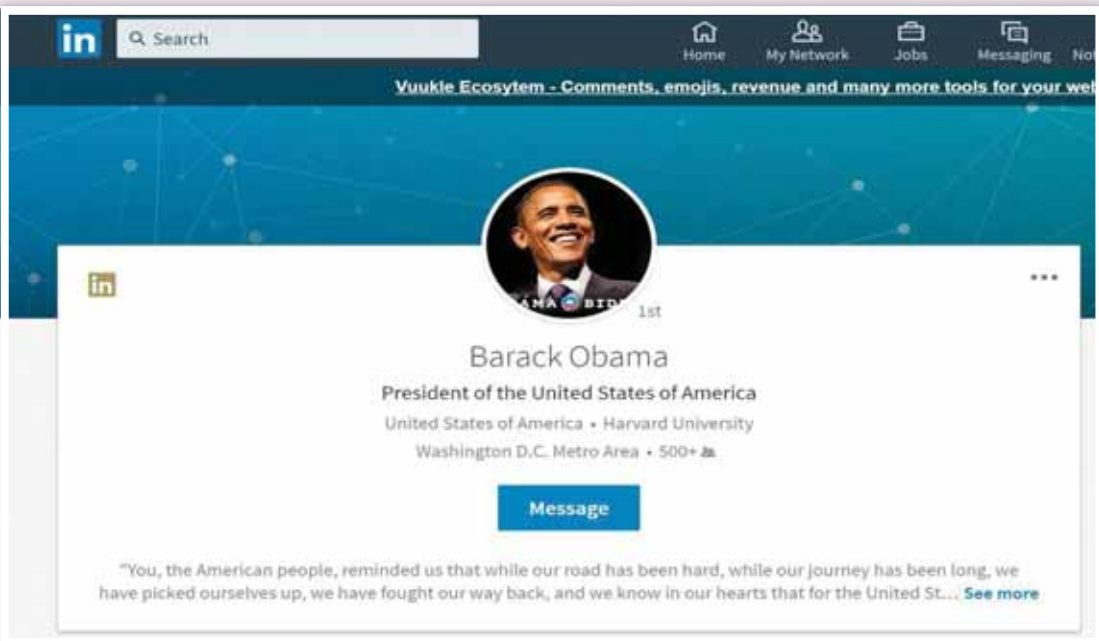 in Search
Home My Network Jobs Messaging Not
Vuukle Ecosytem - Comments, emojis, revenue and many more tools for your web
in
AMA BIDE
1st
Barack Obama
President of the United States of America
United States of America • Harvard University
Washington D.C. Metro Area • 500+
Message
"You, the American people, reminded us that while our road has been hard, while our journey has been long, we
have picked ourselves up, we have fought our way back, and we know in our hearts that for the United St... See more